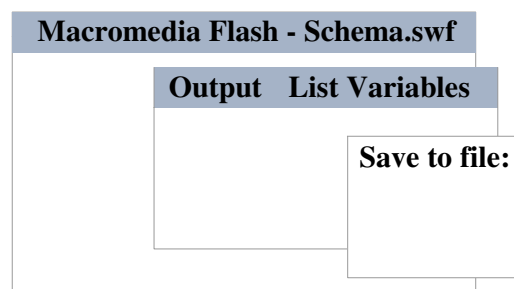 Macromedia Flash - Schema.swf
Output List Variables
Save to file: